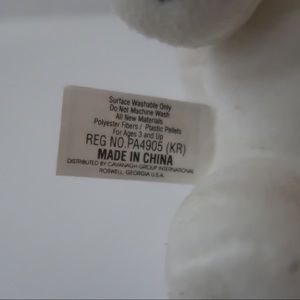 Surface Washable Only
Do Not Machine Wash
All New Materials
Polyester Fibers / Plastic Pellets
For Ages 3 and Up
REG NO.PA4905 (KR)
MADE IN CHINA
DISTRIBUTED BY CAVANAGH GROUP INTERNATIONAL
ROSWELL, GEORGIA U.S.A.